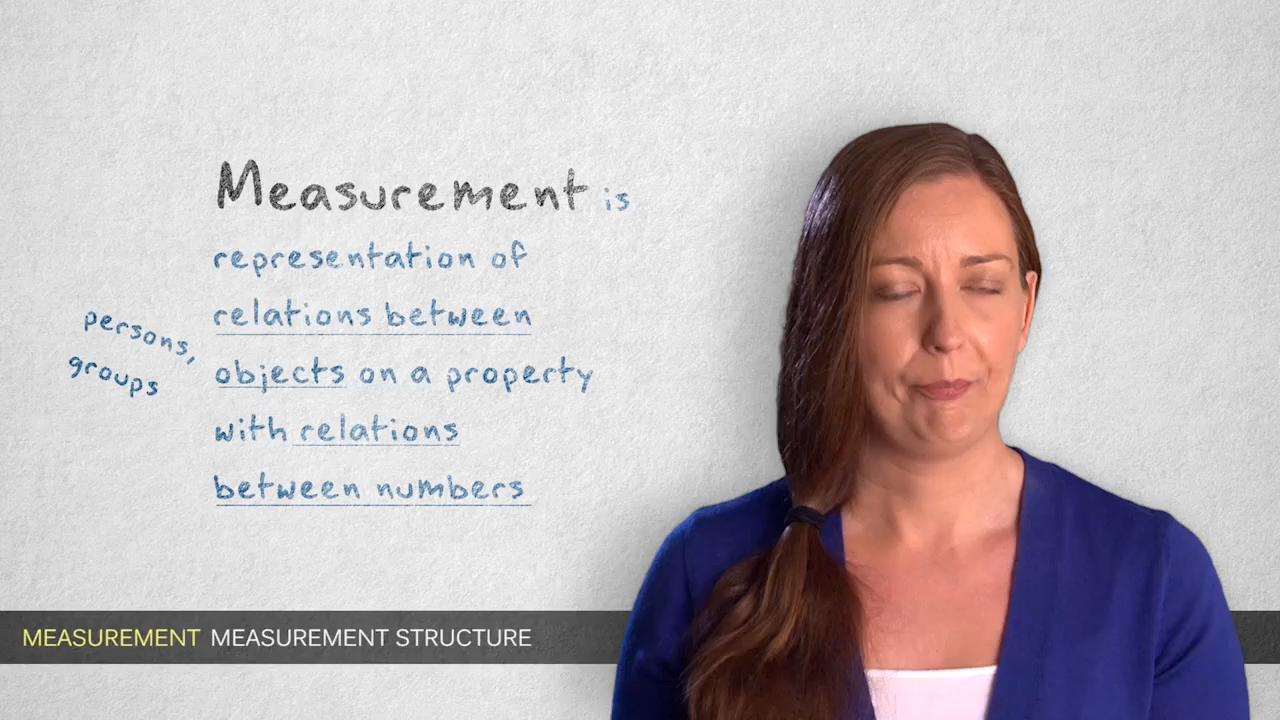 Measurement is
representation of
relations between
persons,
groups
objects on a property
with relations
between numbers
MEASUREMENT MEASUREMENT STRUCTURE